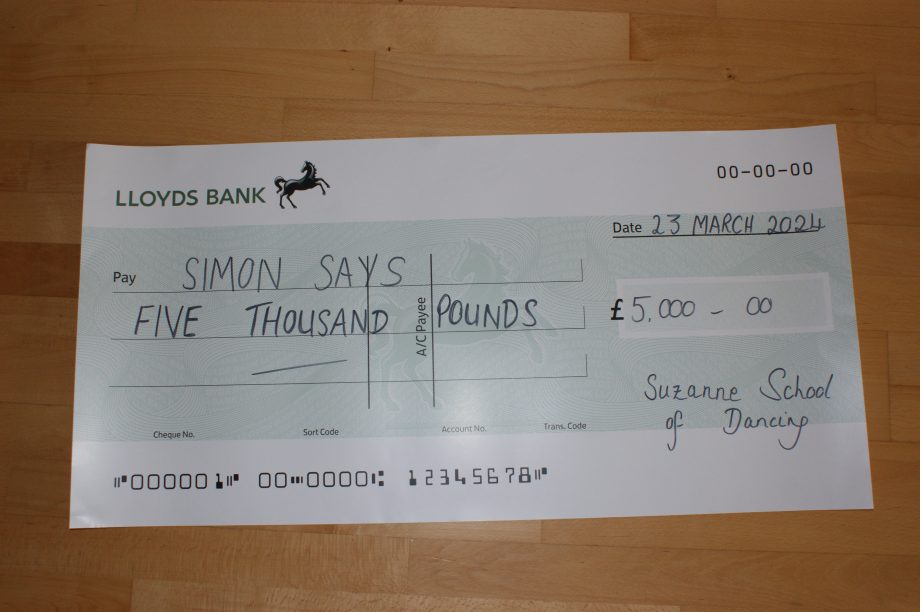 LLOYDS BANK
00-00-00
Date 23 MARCH 2024
Pay SIMON SAYS
FIVE THOUSAND POUNDS
A/C Payee
£5,000 - 00
Suzanne School
of Dancing
Cheque No. Sort Code Account No. Trans. Code
⑈000001⑈ 00⑉0000⑆ 12345678⑈